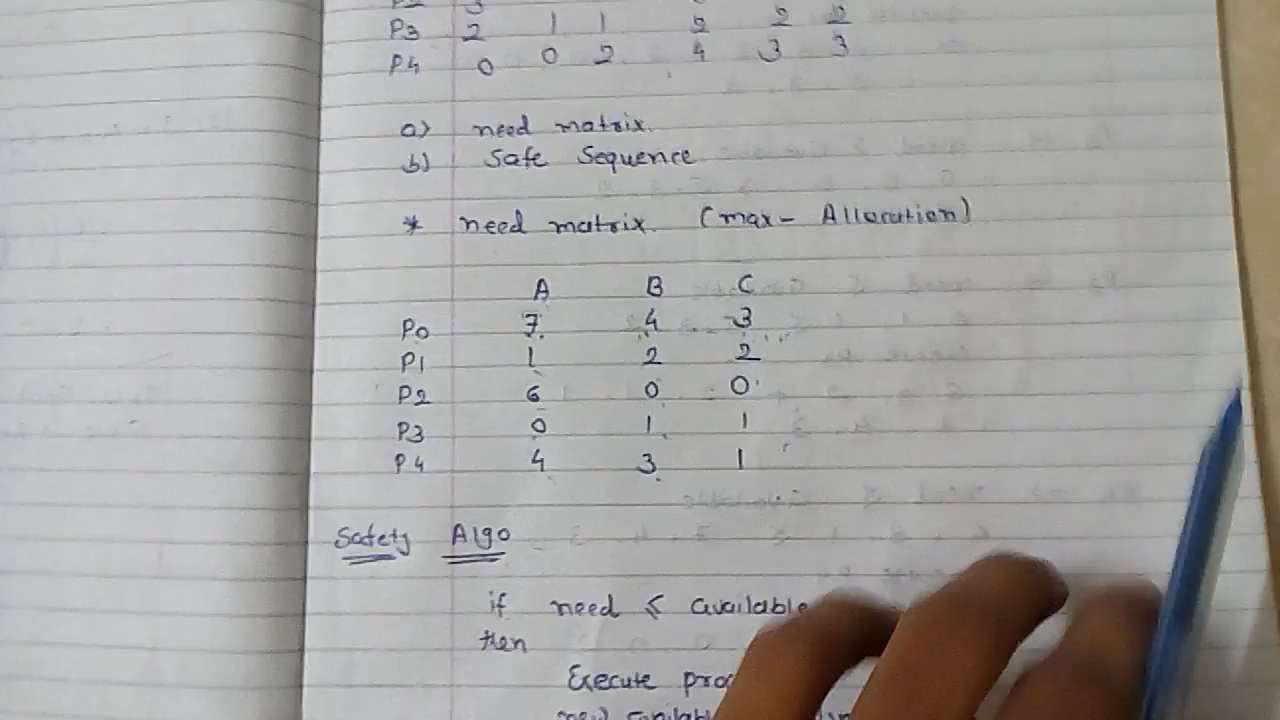 P3 2 1 1 2 2 2
P4 0 0 2 4 3 3
a) need matrix.
b) Safe Sequence
* need matrix. (max - Allocation)
A B C
P0 7 4 3
P1 1 2 2
P2 6 0 0
P3 0 1 1
P4 4 3 1
Safety Algo
if need ≤ available
then
Execute
new